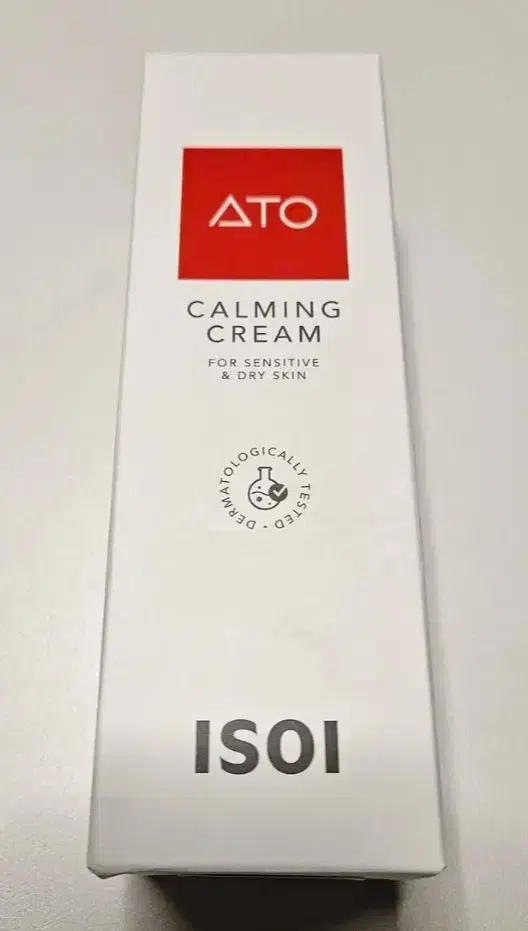 ATO
CALMING
CREAM
FOR SENSITIVE
& DRY SKIN
DERMATOLOGICALLY TESTED •
ISOI